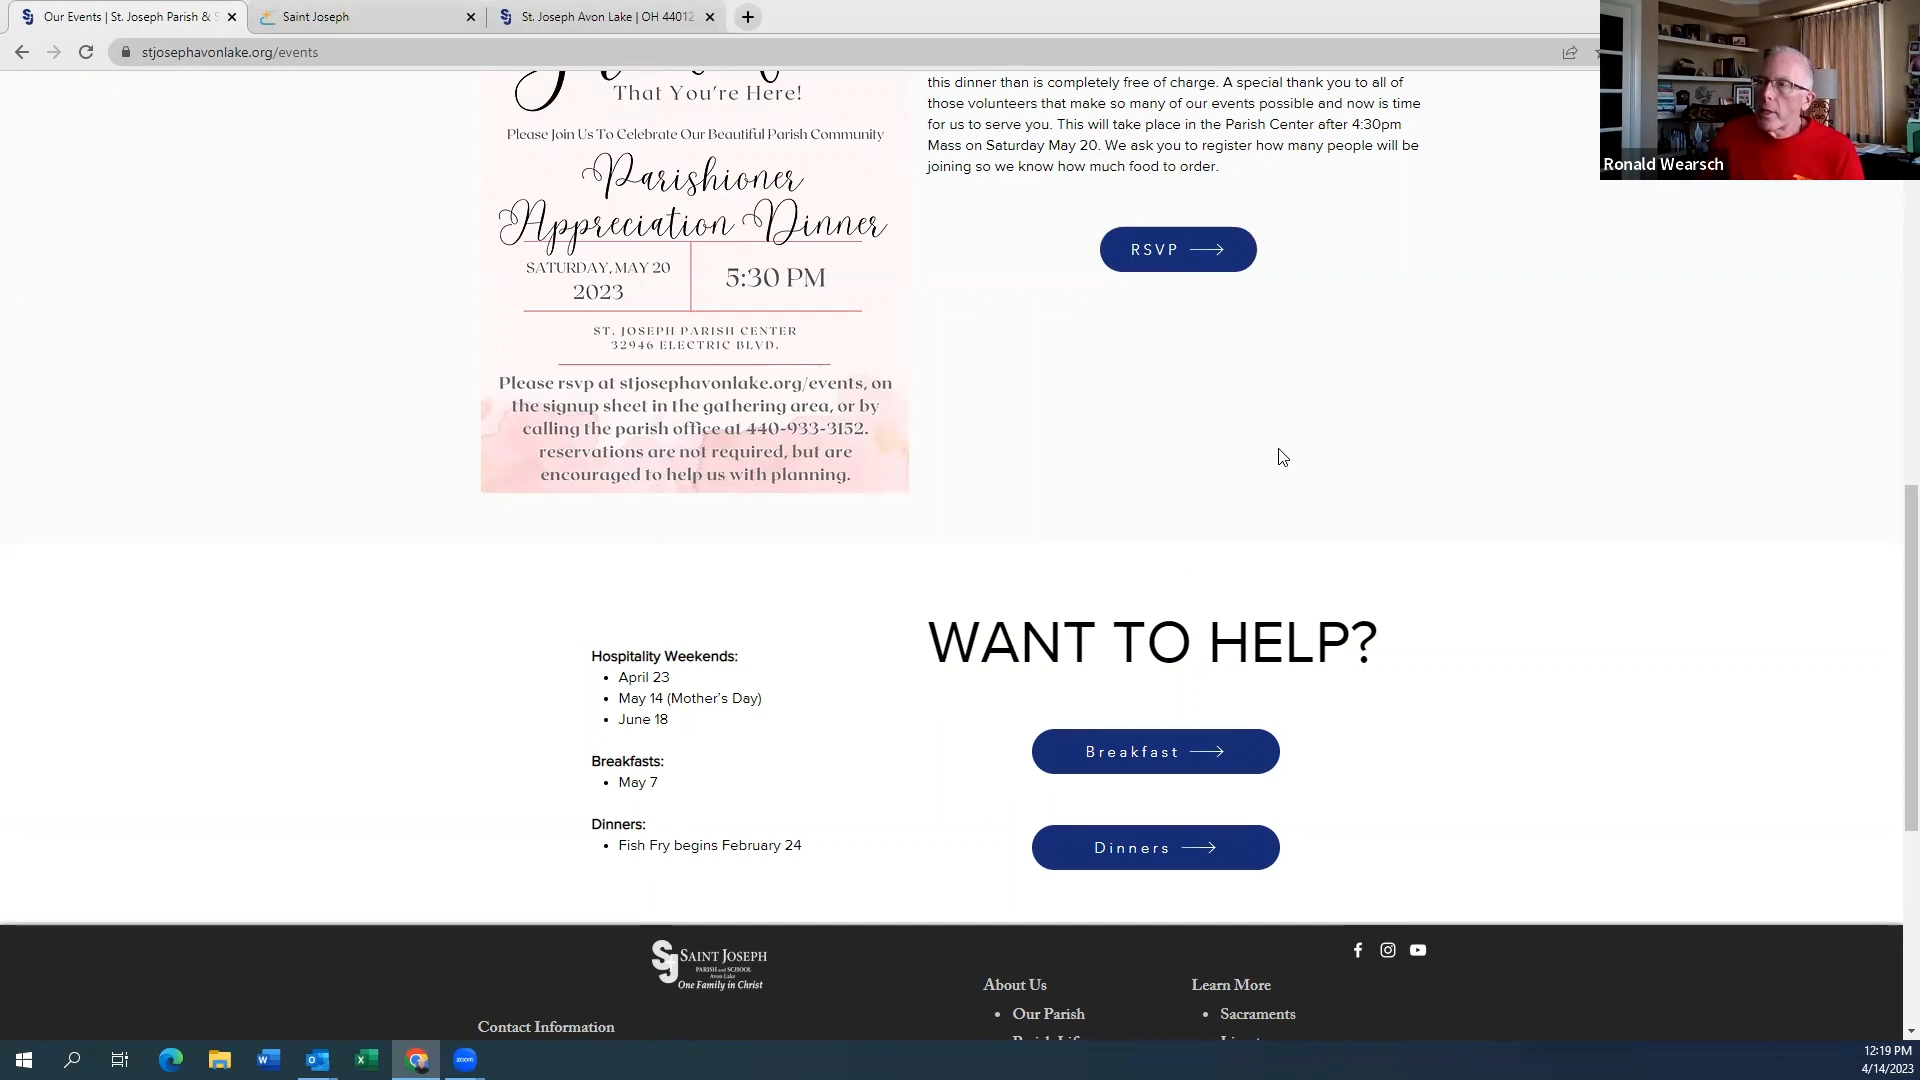 Our Events | St. Joseph Parish &
Saint Joseph
St. Joseph Avon Lake | OH 44012
stjosephavonlake.org/events
Ronald Wearsch
That You're Here!
Please Join Us To Celebrate Our Beautiful Parish Community
Parishioner
Appreciation Dinner
SATURDAY, MAY 20
2023
5:30 PM
ST. JOSEPH PARISH CENTER
32946 ELECTRIC BLVD.
Please rsvp at stjosephavonlake.org/events, on
the signup sheet in the gathering area, or by
calling the parish office at 440-933-3152.
reservations are not required, but are
encouraged to help us with planning.
this dinner than is completely free of charge. A special thank you to all of
those volunteers that make so many of our events possible and now is time
for us to serve you. This will take place in the Parish Center after 4:30pm
Mass on Saturday May 20. We ask you to register how many people will be
joining so we know how much food to order.
RSVP
Hospitality Weekends:
• April 23
• May 14 (Mother's Day)
• June 18
Breakfasts:
• May 7
Dinners:
• Fish Fry begins February 24
WANT TO HELP?
Breakfast
Dinners
SAINT JOSEPH
PARISH and SCHOOL
Avon Lake
One Family in Christ
Contact Information
About Us
• Our Parish
Learn More
• Sacraments
zoom
12:19 PM
4/14/2023